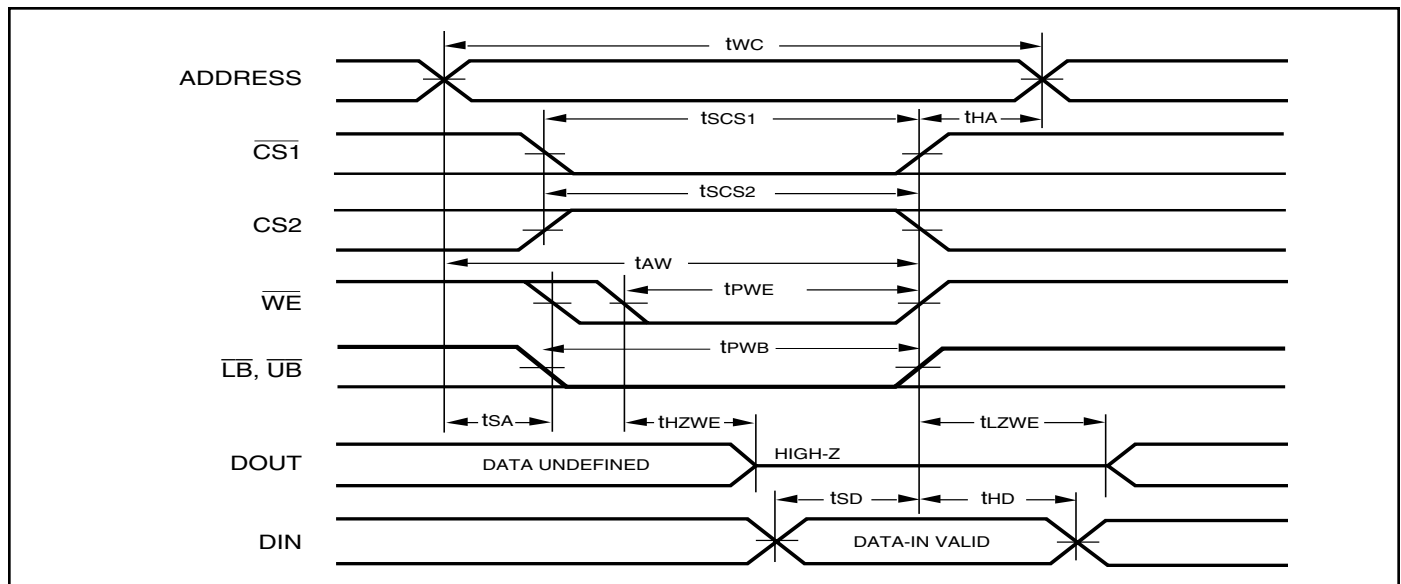 tWC
ADDRESS
tSCS1
tHA
CS1
tSCS2
CS2
tAW
WE
tPWE
LB, UB
tPWB
tSA
tHZWE
tLZWE
DOUT
DATA UNDEFINED
HIGH-Z
tSD
tHD
DIN
DATA-IN VALID